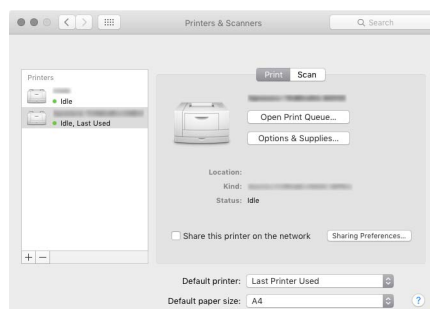 Printers & Scanners
Search
Printers
Idle
Idle, Last Used
+ −
Print Scan
Open Print Queue...
Options & Supplies...
Location:
Kind:
Status: Idle
Share this printer on the network
Sharing Preferences...
Default printer: Last Printer Used
Default paper size: A4
?